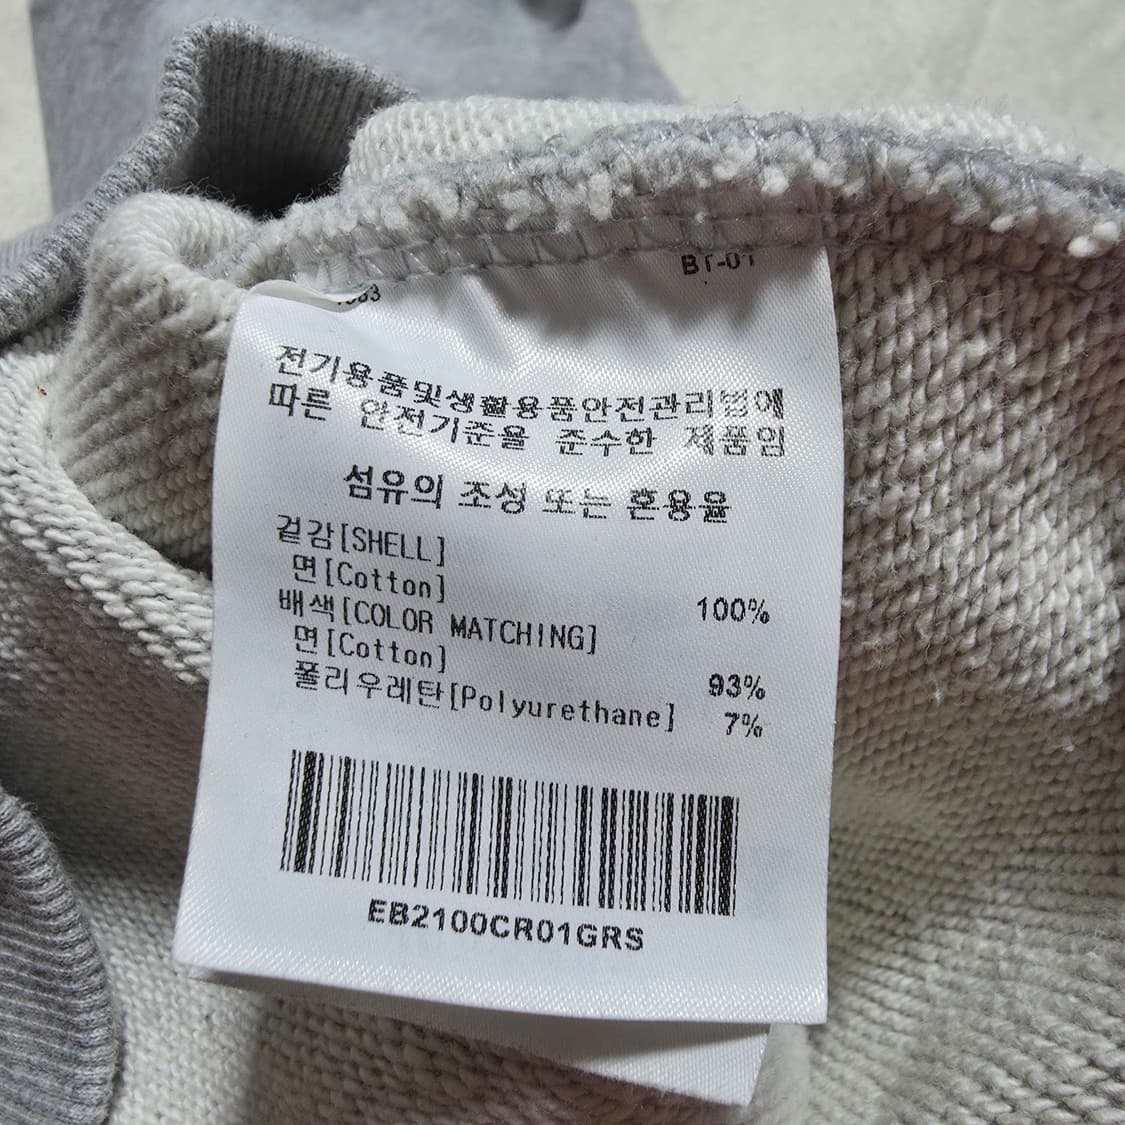 BT-01
전기용품및생활용품안전관리법에
따른 안전기준을 준수한 제품임
섬유의 조성 또는 혼용율
겉감[SHELL]
면[Cotton] 100%
배색[COLOR MATCHING]
면[Cotton] 93%
폴리우레탄[Polyurethane] 7%
EB2100CR01GRS